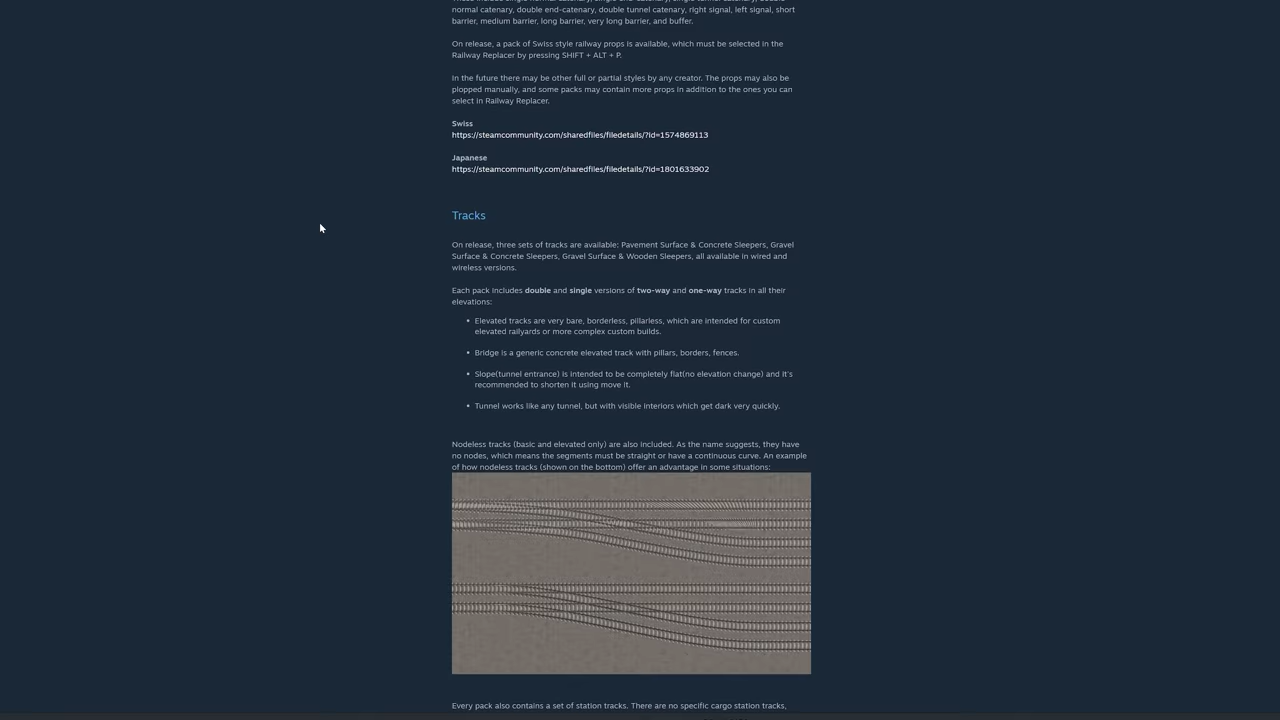 normal catenary, double end-catenary, double tunnel catenary, right signal, left signal, short
barrier, medium barrier, long barrier, very long barrier, and buffer.
On release, a pack of Swiss style railway props is available, which must be selected in the
Railway Replacer by pressing SHIFT + ALT + P.
In the future there may be other full or partial styles by any creator. The props may also be
plopped manually, and some packs may contain more props in addition to the ones you can
select in Railway Replacer.
Swiss
https://steamcommunity.com/sharedfiles/filedetails/?id=1574869113
Japanese
https://steamcommunity.com/sharedfiles/filedetails/?id=1801633902
Tracks
On release, three sets of tracks are available: Pavement Surface & Concrete Sleepers, Gravel
Surface & Concrete Sleepers, Gravel Surface & Wooden Sleepers, all available in wired and
wireless versions.
Each pack includes double and single versions of two-way and one-way tracks in all their
elevations:
• Elevated tracks are very bare, borderless, pillarless, which are intended for custom
elevated railyards or more complex custom builds.
• Bridge is a generic concrete elevated track with pillars, borders, fences.
• Slope(tunnel entrance) is intended to be completely flat(no elevation change) and it's
recommended to shorten it using move it.
• Tunnel works like any tunnel, but with visible interiors which get dark very quickly.
Nodeless tracks (basic and elevated only) are also included. As the name suggests, they have
no nodes, which means the segments must be straight or have a continuous curve. An example
of how nodeless tracks (shown on the bottom) offer an advantage in some situations:
Every pack also contains a set of station tracks. There are no specific cargo station tracks,